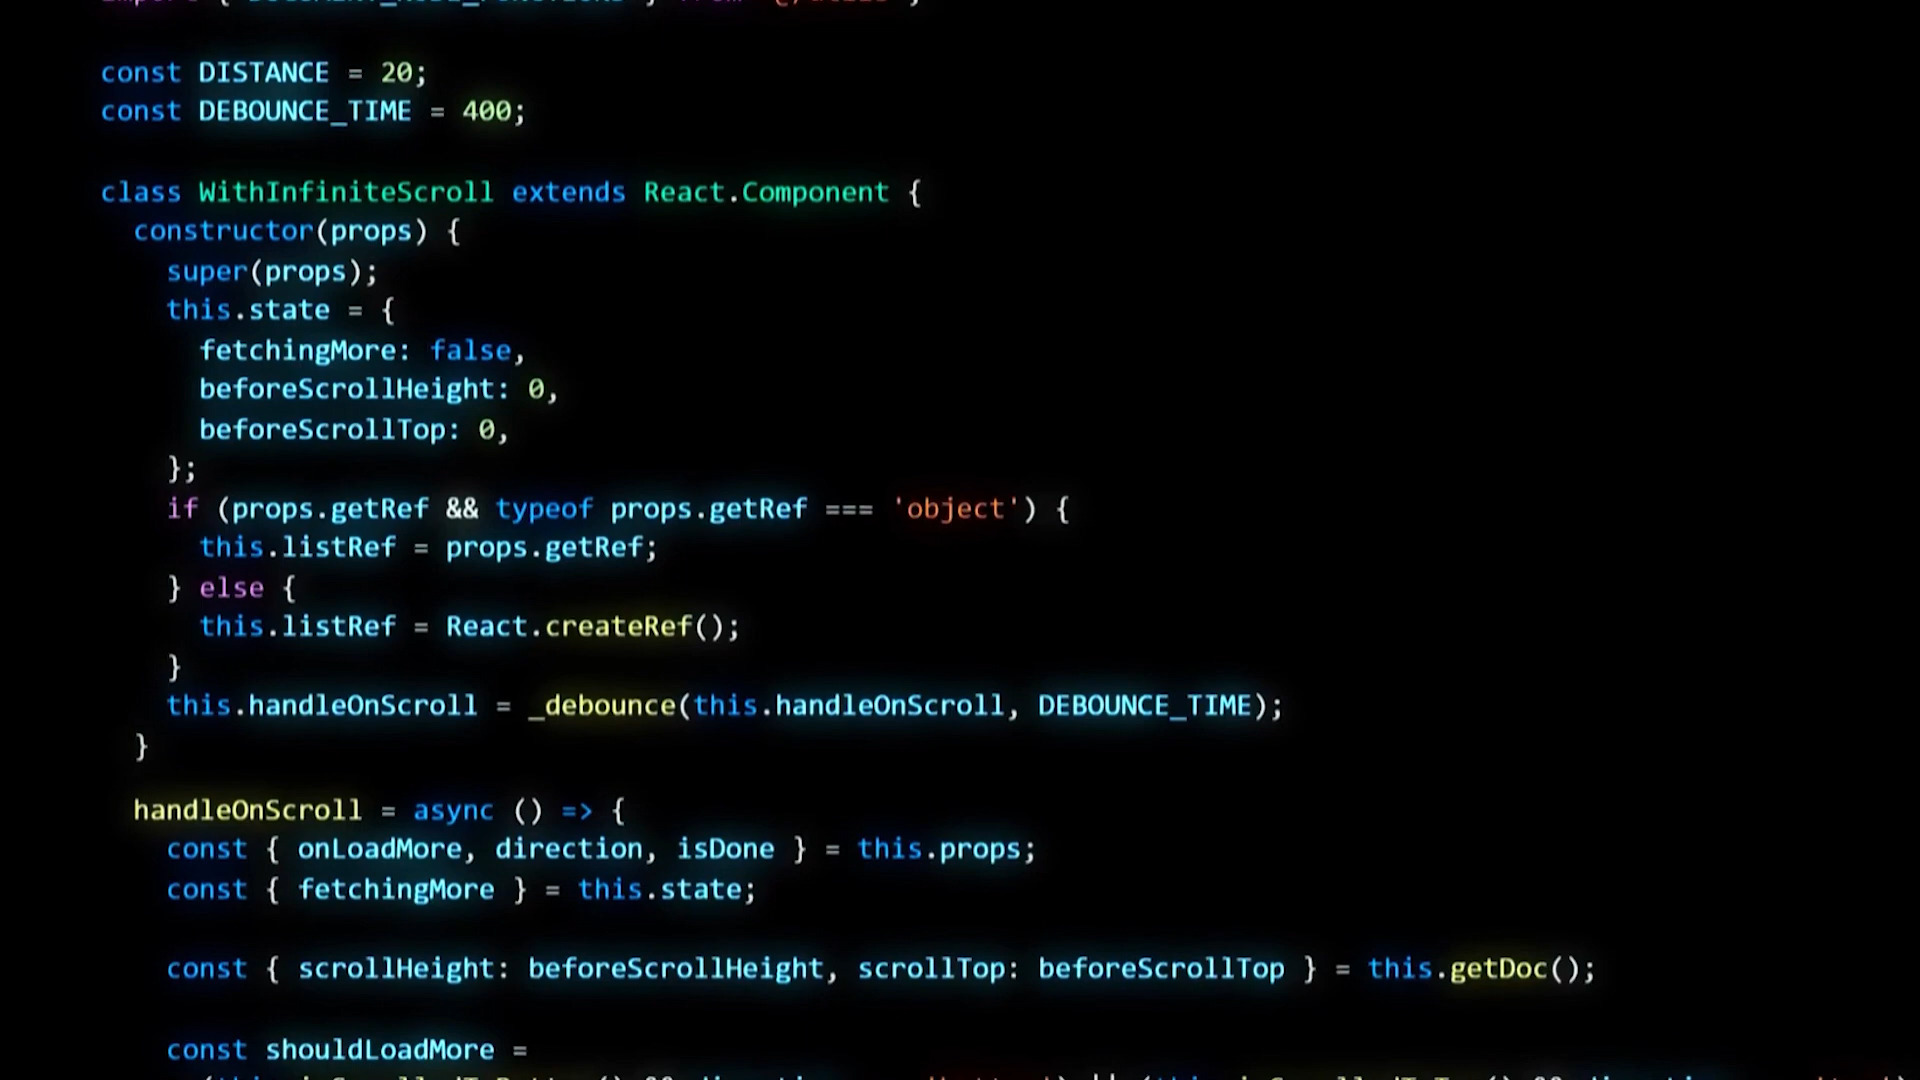 const DISTANCE = 20;
const DEBOUNCE_TIME = 400;
class WithInfiniteScroll extends React.Component {
constructor(props) {
super(props);
this.state = {
fetchingMore: false,
beforeScrollHeight: 0,
beforeScrollTop: 0,
};
if (props.getRef && typeof props.getRef === 'object') {
this.listRef = props.getRef;
} else {
this.listRef = React.createRef();
}
this.handleOnScroll = _debounce(this.handleOnScroll, DEBOUNCE_TIME);
}
handleOnScroll = async () => {
const { onLoadMore, direction, isDone } = this.props;
const { fetchingMore } = this.state;
const { scrollHeight: beforeScrollHeight, scrollTop: beforeScrollTop } = this.getDoc();
const shouldLoadMore =